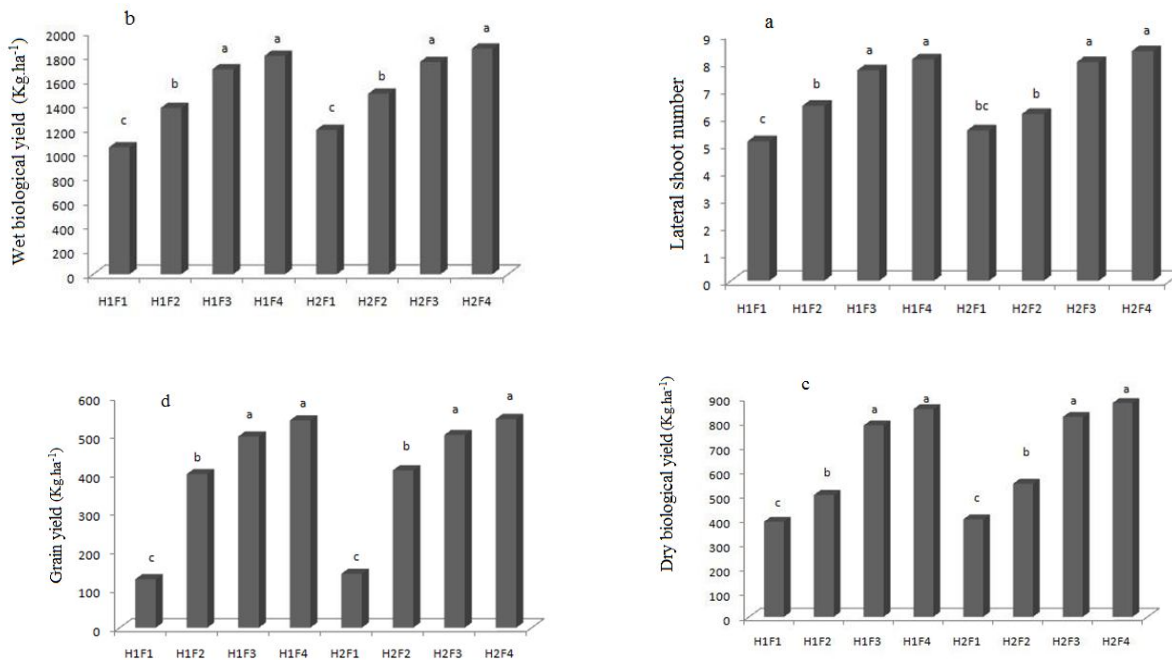 b
Wet biological yield (Kg.ha-1)
2000
1800
1600
1400
1200
1000
800
600
400
200
0
c b a a c b a a
H1F1 H1F2 H1F3 H1F4 H2F1 H2F2 H2F3 H2F4
a
Lateral shoot number
9
8
7
6
5
4
3
2
1
0
c b a a bc b a a
H1F1 H1F2 H1F3 H1F4 H2F1 H2F2 H2F3 H2F4
d
Grain yield (Kg.ha-1)
600
500
400
300
200
100
0
c b a a c b a a
H1F1 H1F2 H1F3 H1F4 H2F1 H2F2 H2F3 H2F4
c
Dry biological yield (Kg.ha-1)
900
800
700
600
500
400
300
200
100
0
c b a a c b a a
H1F1 H1F2 H1F3 H1F4 H2F1 H2F2 H2F3 H2F4